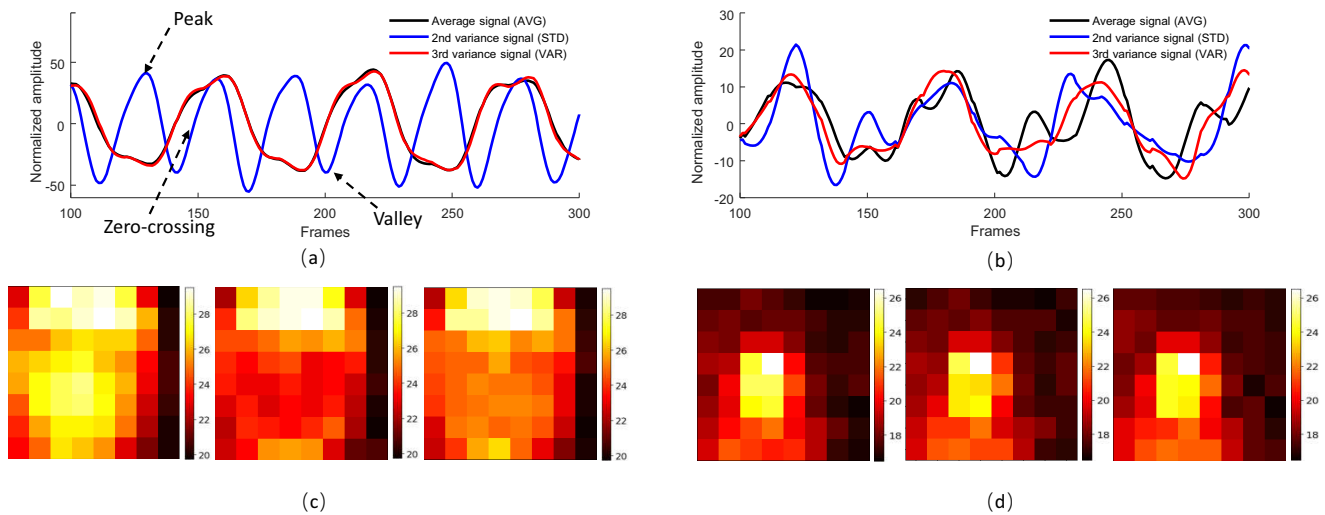 Peak
Average signal (AVG)
2nd variance signal (STD)
3rd variance signal (VAR)
Normalized amplitude
50
0
-50
100
150
200
250
300
Zero-crossing
Valley
Frames
(a)
Average signal (AVG)
2nd variance signal (STD)
3rd variance signal (VAR)
Normalized amplitude
30
20
10
0
-10
-20
100
150
200
250
300
Frames
(b)
28
26
24
22
20
28
26
24
22
20
28
26
24
22
20
(c)
26
24
22
20
18
26
24
22
20
18
26
24
22
20
18
(d)